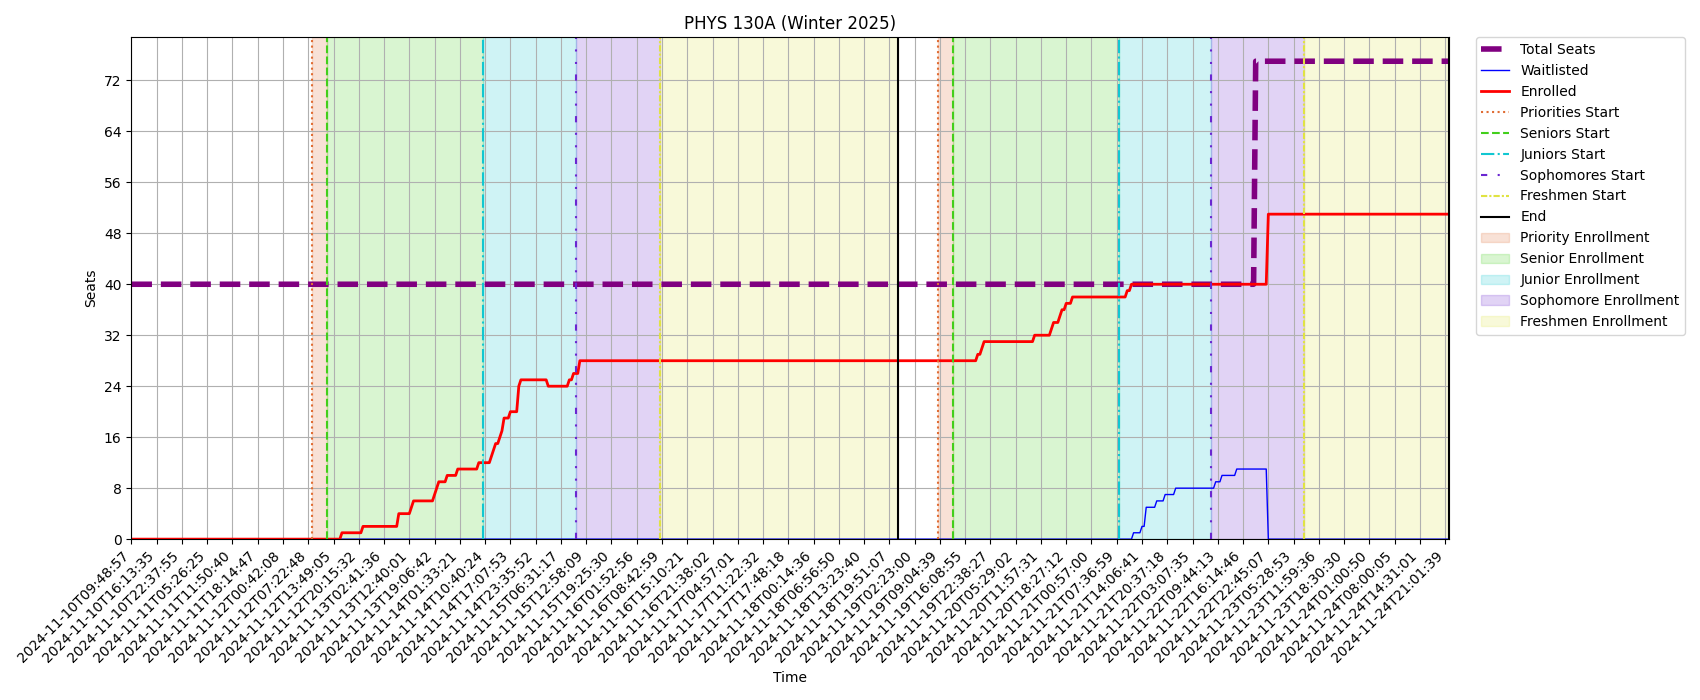 PHYS 130A (Winter 2025)
Seats
72
64
56
48
40
32
24
16
8
0
2024-11-10T09:48:57
2024-11-10T16:13:35
2024-11-10T22:37:55
2024-11-11T05:26:25
2024-11-11T11:50:40
2024-11-11T18:14:47
2024-11-12T00:42:08
2024-11-12T07:22:48
2024-11-12T13:49:05
2024-11-12T20:15:32
2024-11-13T02:41:36
2024-11-13T12:40:01
2024-11-13T19:06:42
2024-11-14T01:33:21
2024-11-14T10:40:24
2024-11-14T17:07:53
2024-11-14T23:35:52
2024-11-15T06:31:17
2024-11-15T12:58:09
2024-11-15T19:25:30
2024-11-16T01:52:56
2024-11-16T08:42:59
2024-11-16T15:10:21
2024-11-16T21:38:02
2024-11-17T04:57:01
2024-11-17T11:22:32
2024-11-17T17:48:18
2024-11-18T00:14:36
2024-11-18T06:56:50
2024-11-18T13:23:40
2024-11-18T19:51:07
2024-11-19T02:23:00
2024-11-19T09:04:39
2024-11-19T16:08:55
2024-11-19T22:38:27
2024-11-20T05:29:02
2024-11-20T11:57:31
2024-11-20T18:27:12
2024-11-21T00:57:00
2024-11-21T07:36:59
2024-11-21T14:06:41
2024-11-21T20:37:18
2024-11-22T03:07:35
2024-11-22T09:44:13
2024-11-22T16:14:46
2024-11-22T22:45:07
2024-11-23T05:28:53
2024-11-23T11:59:36
2024-11-23T18:30:30
2024-11-24T01:00:50
2024-11-24T08:00:05
2024-11-24T14:31:01
2024-11-24T21:01:39
Time
Total Seats
Waitlisted
Enrolled
Priorities Start
Seniors Start
Juniors Start
Sophomores Start
Freshmen Start
End
Priority Enrollment
Senior Enrollment
Junior Enrollment
Sophomore Enrollment
Freshmen Enrollment